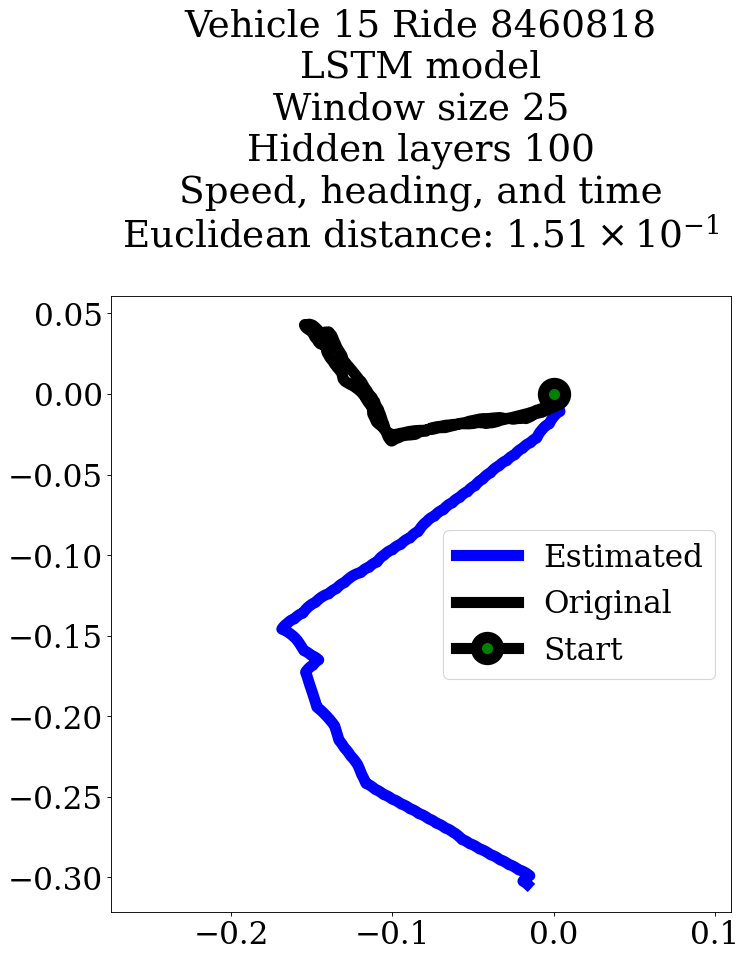 Vehicle 15 Ride 8460818
LSTM model
Window size 25
Hidden layers 100
Speed, heading, and time
Euclidean distance: 1.51 × 10⁻¹
0.05
0.00
−0.05
−0.10
−0.15
−0.20
−0.25
−0.30
Estimated
Original
Start
−0.2
−0.1
0.0
0.1